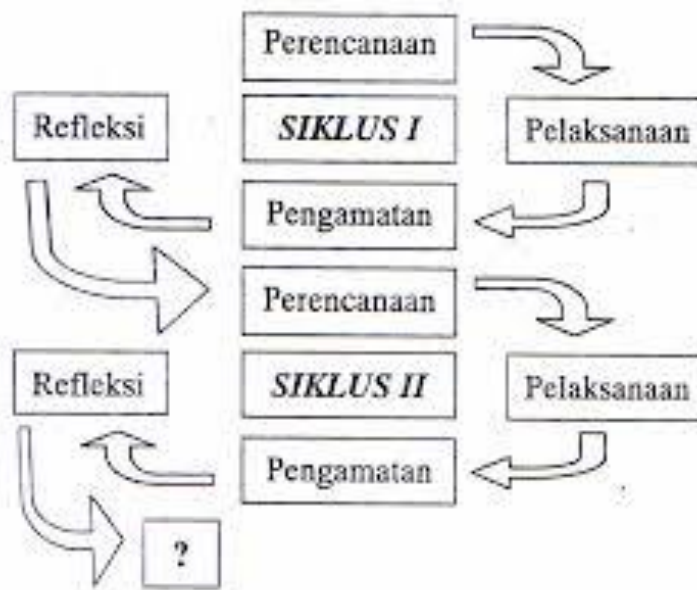 Perencanaan
Refleksi
SIKLUS I
Pelaksanaan
Pengamatan
Perencanaan
Refleksi
SIKLUS II
Pelaksanaan
Pengamatan
?